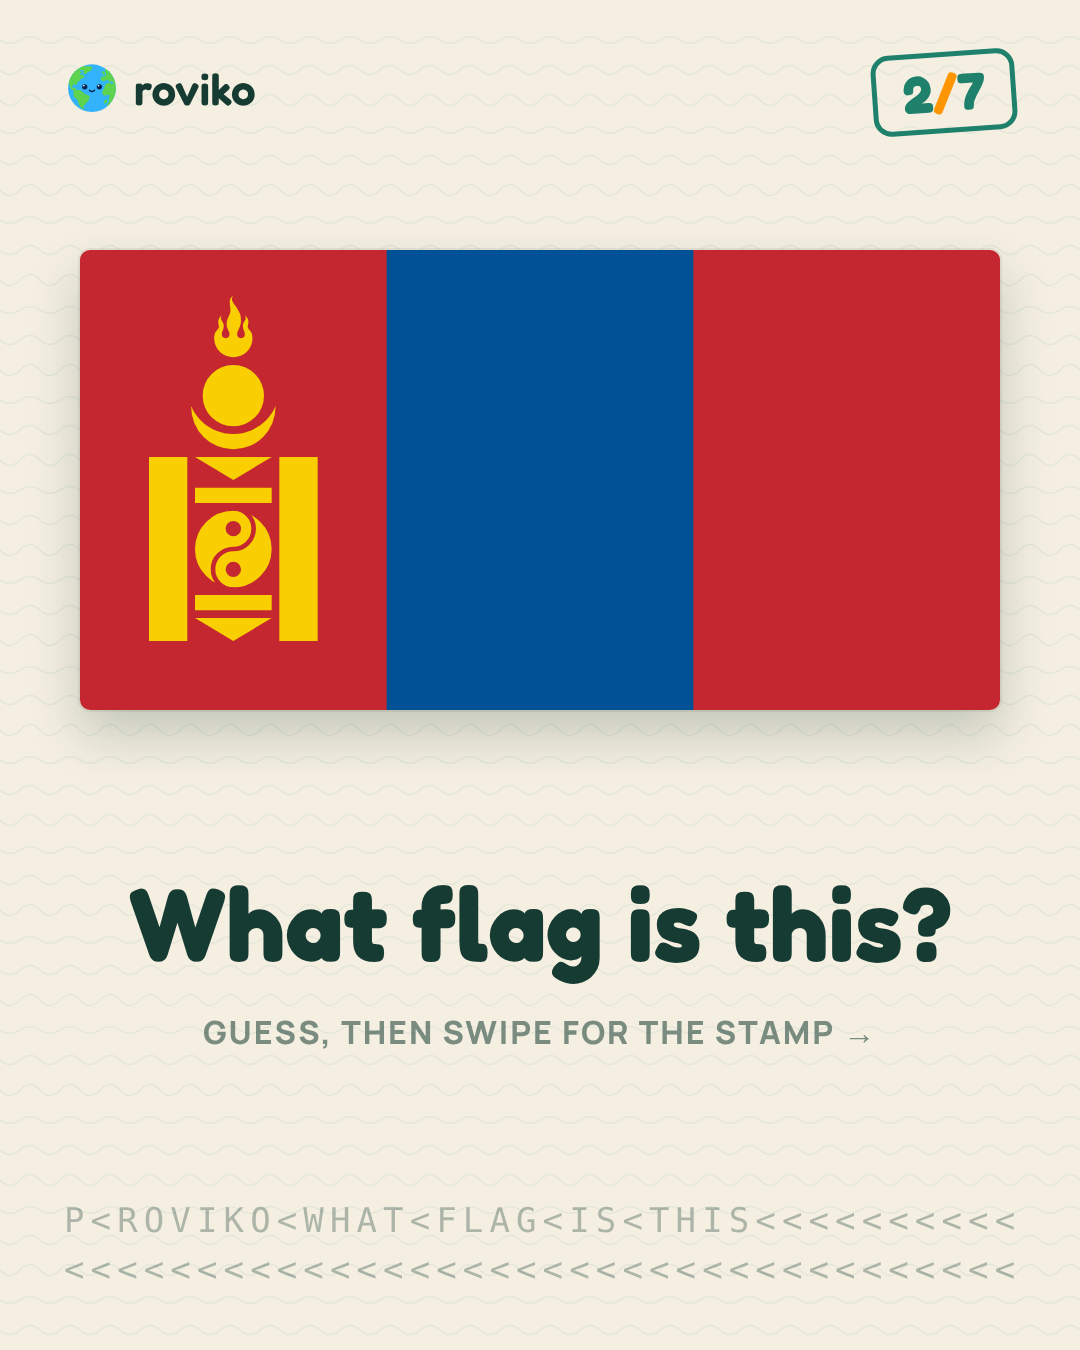 roviko
2/7
What flag is this?
GUESS, THEN SWIPE FOR THE STAMP →
P<ROVIKO<WHAT<FLAG<IS<THIS<<<<<<<<<<
<<<<<<<<<<<<<<<<<<<<<<<<<<<<<<<<<<<<